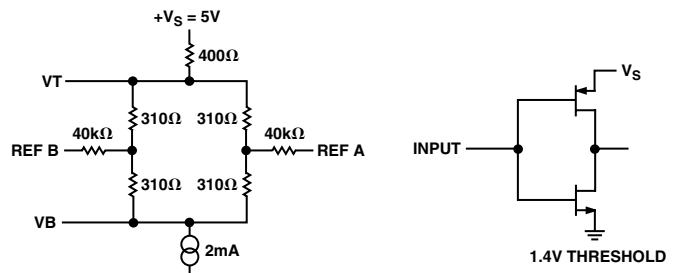 +VS = 5V
400Ω
VT
310Ω 310Ω
40kΩ 40kΩ
REF B REF A
310Ω 310Ω
VB
2mA
VS
INPUT
1.4V THRESHOLD